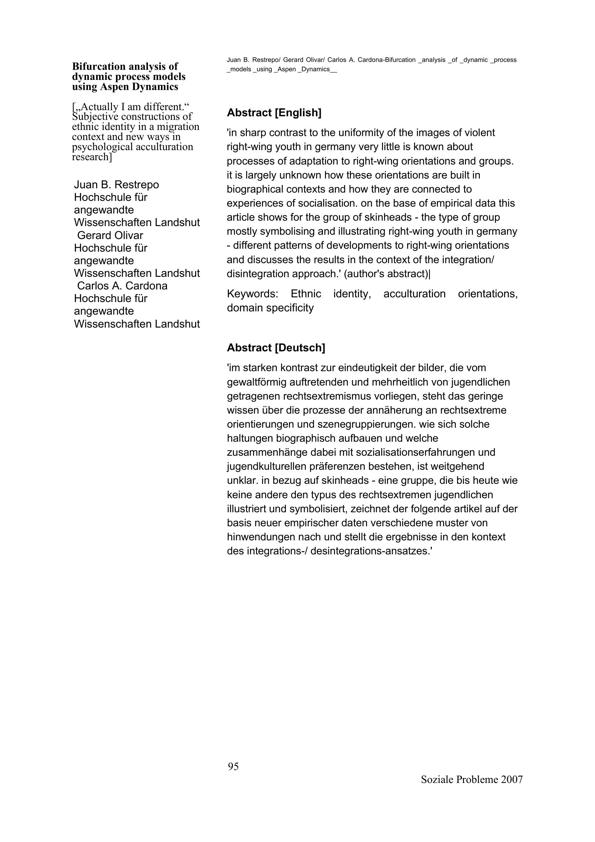 Juan B. Restrepo/ Gerard Olivar/ Carlos A. Cardona-Bifurcation _analysis _of _dynamic _process
_models _using _Aspen _Dynamics__
Bifurcation analysis of
dynamic process models
using Aspen Dynamics
[„Actually I am different.“
Subjective constructions of
ethnic identity in a migration
context and new ways in
psychological acculturation
research]
Juan B. Restrepo
Hochschule für
angewandte
Wissenschaften Landshut
Gerard Olivar
Hochschule für
angewandte
Wissenschaften Landshut
Carlos A. Cardona
Hochschule für
angewandte
Wissenschaften Landshut
Abstract [English]
'in sharp contrast to the uniformity of the images of violent
right-wing youth in germany very little is known about
processes of adaptation to right-wing orientations and groups.
it is largely unknown how these orientations are built in
biographical contexts and how they are connected to
experiences of socialisation. on the base of empirical data this
article shows for the group of skinheads - the type of group
mostly symbolising and illustrating right-wing youth in germany
- different patterns of developments to right-wing orientations
and discusses the results in the context of the integration/
disintegration approach.' (author's abstract)|
Keywords: Ethnic identity, acculturation orientations,
domain specificity
Abstract [Deutsch]
'im starken kontrast zur eindeutigkeit der bilder, die vom
gewaltförmig auftretenden und mehrheitlich von jugendlichen
getragenen rechtsextremismus vorliegen, steht das geringe
wissen über die prozesse der annäherung an rechtsextreme
orientierungen und szenegruppierungen. wie sich solche
haltungen biographisch aufbauen und welche
zusammenhänge dabei mit sozialisationserfahrungen und
jugendkulturellen präferenzen bestehen, ist weitgehend
unklar. in bezug auf skinheads - eine gruppe, die bis heute wie
keine andere den typus des rechtsextremen jugendlichen
illustriert und symbolisiert, zeichnet der folgende artikel auf der
basis neuer empirischer daten verschiedene muster von
hinwendungen nach und stellt die ergebnisse in den kontext
des integrations-/ desintegrations-ansatzes.'
95
Soziale Probleme 2007